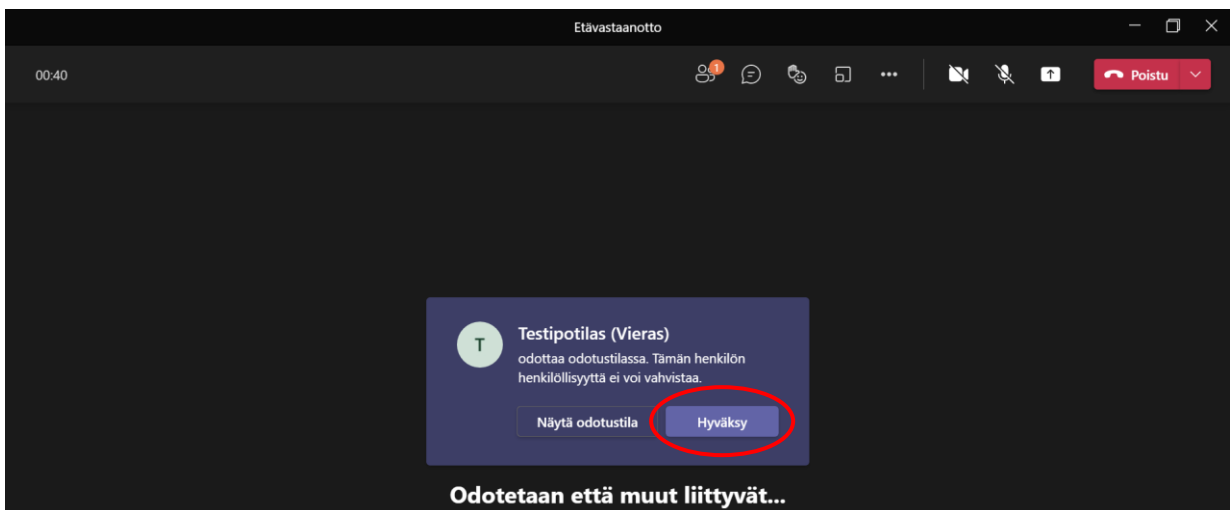 Etävastaanotto
00:40
1
Poistu
T
Testipotilas (Vieras)
odottaa odotustilassa. Tämän henkilön
henkilöllisyyttä ei voi vahvistaa.
Näytä odotustila
Hyväksy
Odotetaan että muut liittyvät...